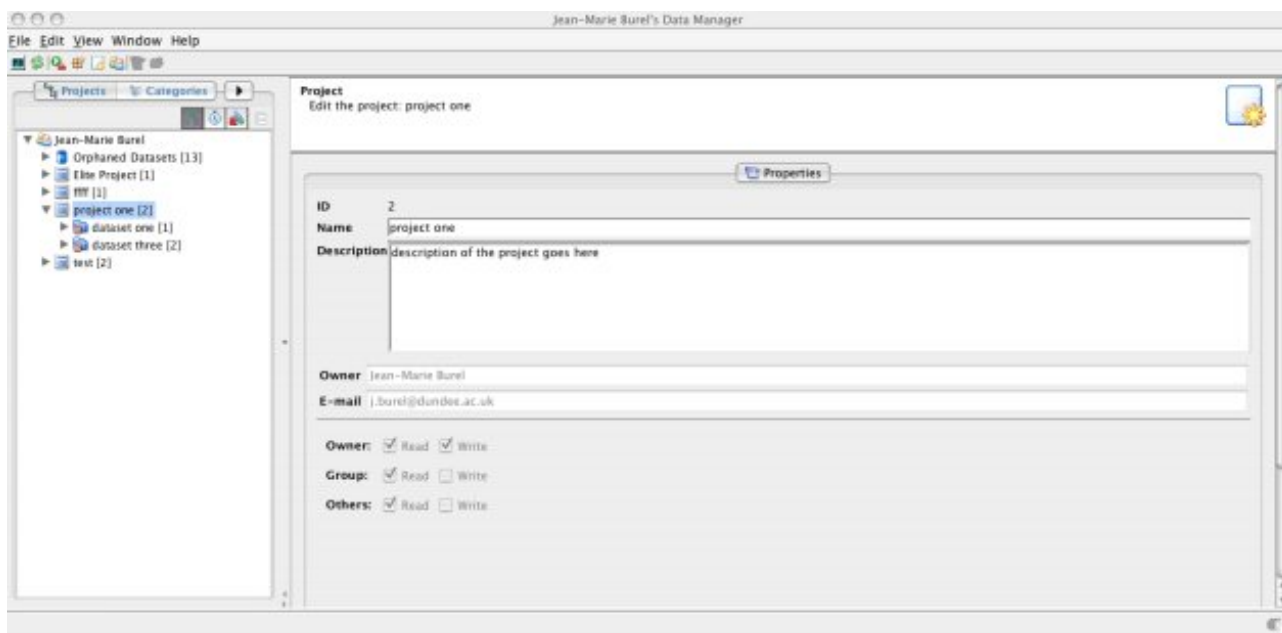 Jean-Marie Burel's Data Manager
File Edit View Window Help
Projects Categories
Jean-Marie Burel
Orphaned Datasets [13]
Elite Project [1]
ffff [1]
project one [2]
dataset one [1]
dataset three [2]
test [2]
Project
Edit the project: project one
Properties
ID 2
Name project one
Description description of the project goes here
Owner Jean-Marie Burel
E-mail j.burel@dundee.ac.uk
Owner: Read Write
Group: Read Write
Others: Read Write